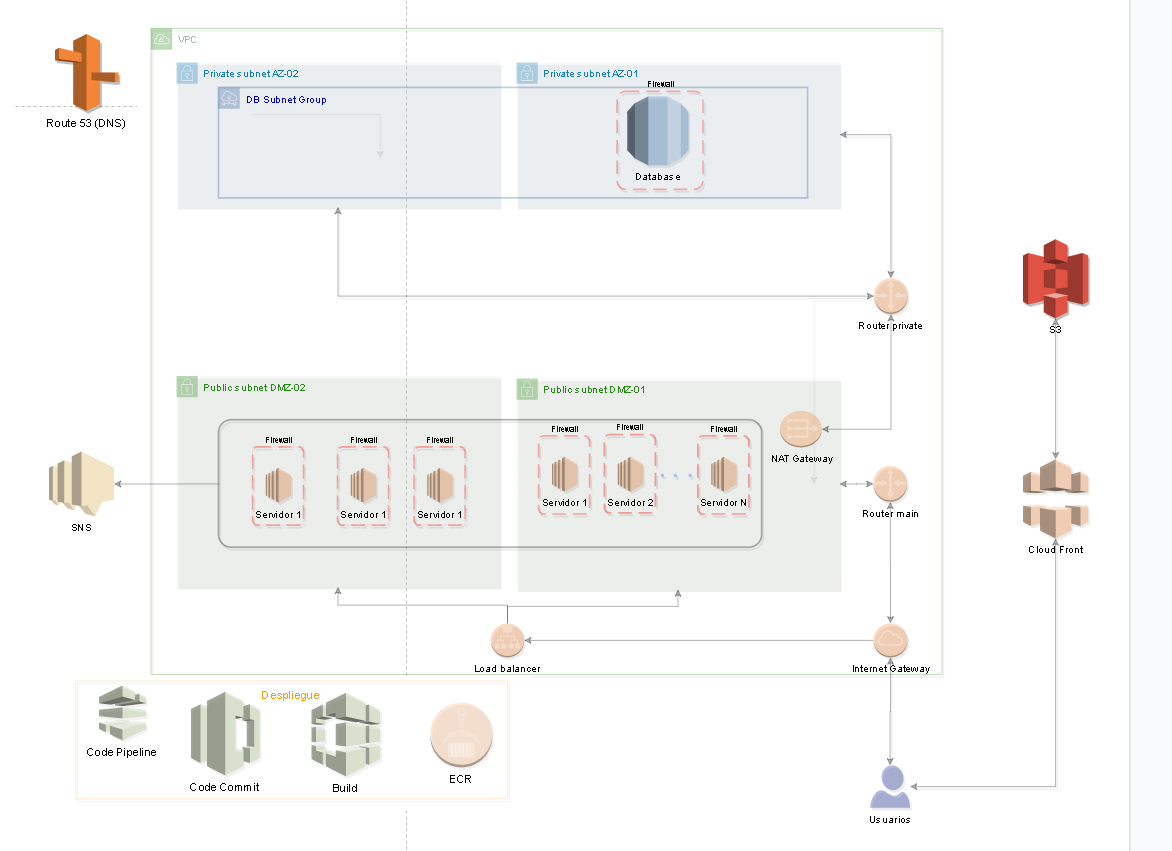 VPC
Private subnet AZ-02
Private subnet AZ-01
Firewall
DB Subnet Group
Route 53 (DNS)
Database
Router private
S3
Public subnet DMZ-02
Public subnet DMZ-01
Firewall
Firewall
Firewall
Firewall
Firewall
Firewall
NAT Gateway
Servidor 1
Servidor 2
Servidor N
Servidor 1
Servidor 1
Servidor 1
Router main
SNS
Cloud Front
Load balancer
Internet Gateway
Despliegue
Code Pipeline
Code Commit
Build
ECR
Usuarios